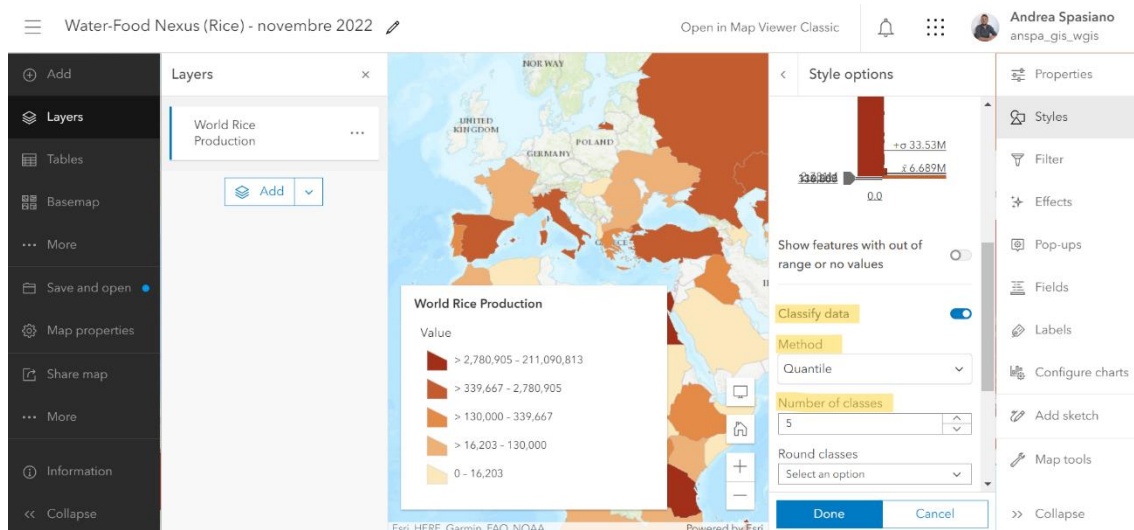 Water-Food Nexus (Rice) - novembre 2022
Open in Map Viewer Classic
Andrea Spasiano
anspa_gis_wgis
Add
Layers
Tables
Basemap
More
Save and open
Map properties
Share map
More
Information
Collapse
Layers
World Rice
Production
Add
NORWAY
UNITED
KINGDOM
POLAND
GERMANY
World Rice Production
Value
> 2,780,905 - 211,090,813
> 339,667 - 2,780,905
> 130,000 - 339,667
> 16,203 - 130,000
0 - 16,203
Esri, HERE, Garmin, FAO, NOAA
Powered by Esri
Style options
+σ 33.53M
x̄ 6.689M
0.0
Show features with out of
range or no values
Classify data
Method
Quantile
Number of classes
5
Round classes
Select an option
Done
Cancel
Properties
Styles
Filter
Effects
Pop-ups
Fields
Labels
Configure charts
Add sketch
Map tools
Collapse